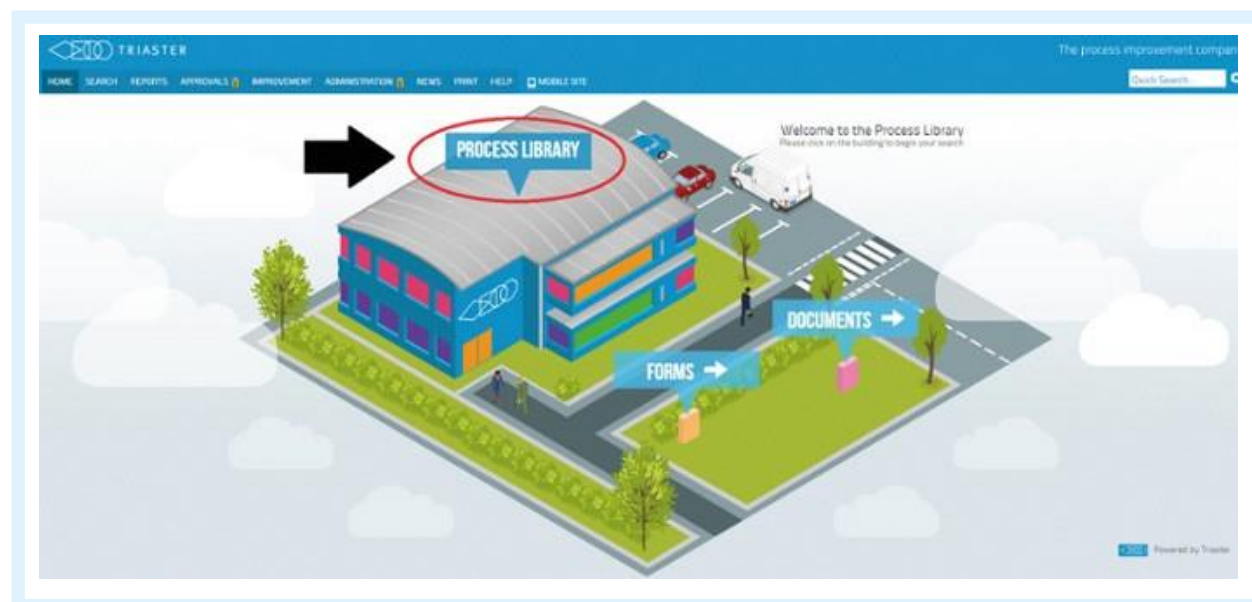 TRIASTER
The process improvement compan
HOME SEARCH REPORTS APPROVALS IMPROVEMENT ADMINISTRATION NEWS PRINT HELP MOBILE SITE
Quick Search...
PROCESS LIBRARY
Welcome to the Process Library
Please click on the building to begin your search
DOCUMENTS
FORMS
Powered by Triaster